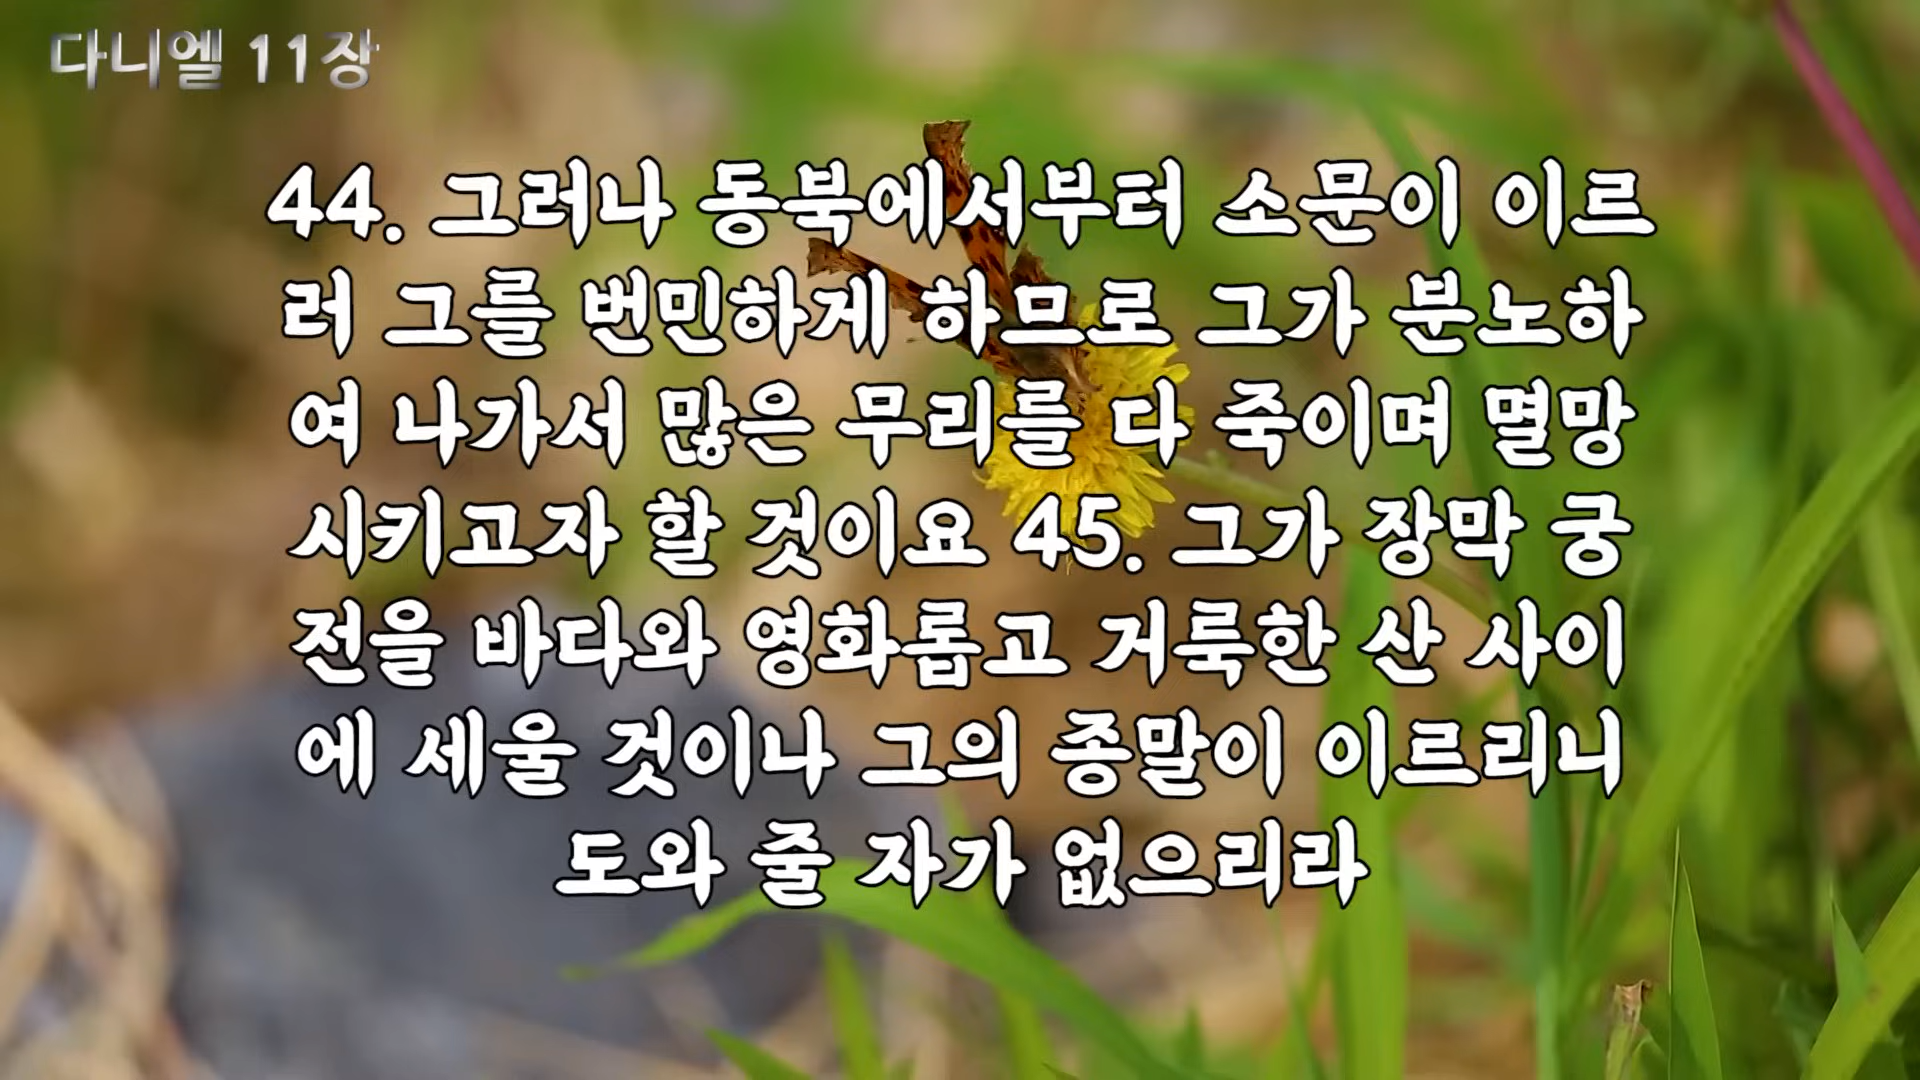 다니엘 11장
44. 그러나 동북에서부터 소문이 이르
러 그를 번민하게 하므로 그가 분노하
여 나가서 많은 무리를 다 죽이며 멸망
시키고자 할 것이요 45. 그가 장막 궁
전을 바다와 영화롭고 거룩한 산 사이
에 세울 것이나 그의 종말이 이르리니
도와 줄 자가 없으리라